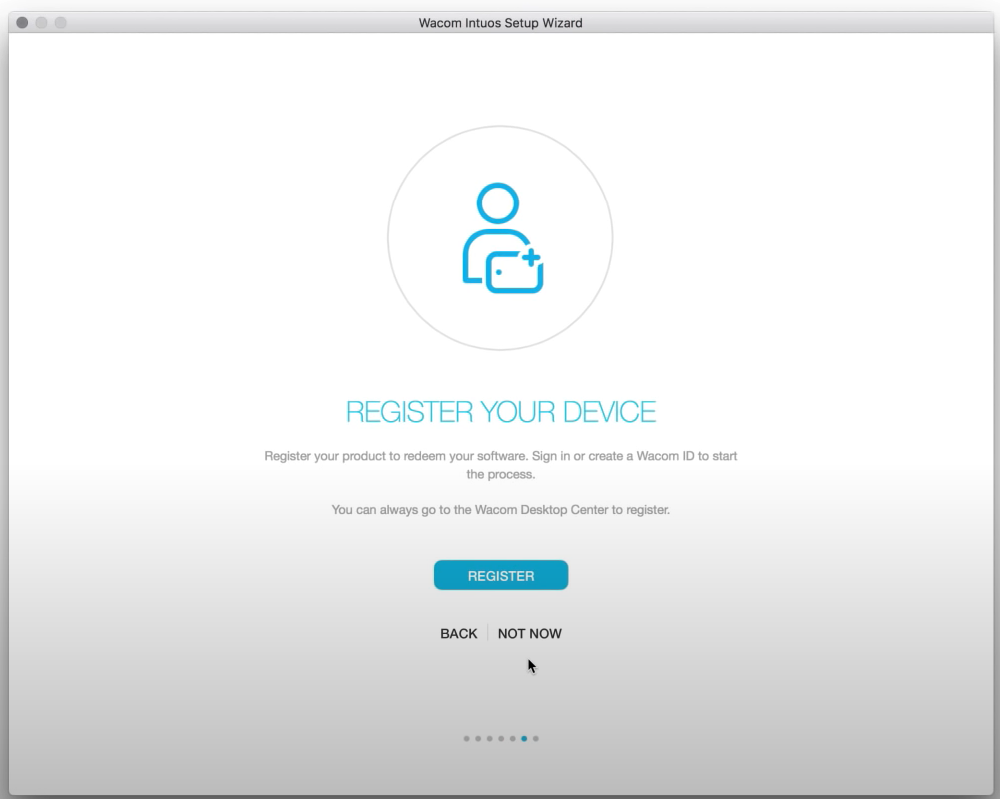 Wacom Intuos Setup Wizard
REGISTER YOUR DEVICE
Register your product to redeem your software. Sign in or create a Wacom ID to start
the process.
You can always go to the Wacom Desktop Center to register.
REGISTER
BACK NOT NOW